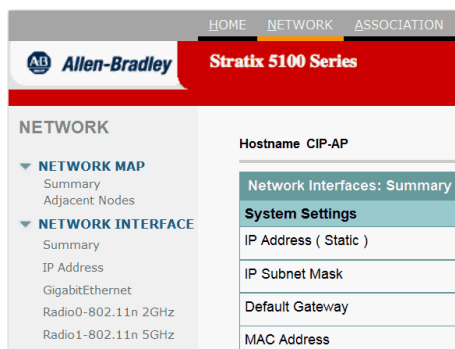 HOME NETWORK ASSOCIATION
AB Allen-Bradley
Stratix 5100 Series
NETWORK
NETWORK MAP
Summary
Adjacent Nodes
NETWORK INTERFACE
Summary
IP Address
GigabitEthernet
Radio0-802.11n 2GHz
Radio1-802.11n 5GHz
Hostname CIP-AP
Network Interfaces: Summary
System Settings
IP Address ( Static )
IP Subnet Mask
Default Gateway
MAC Address